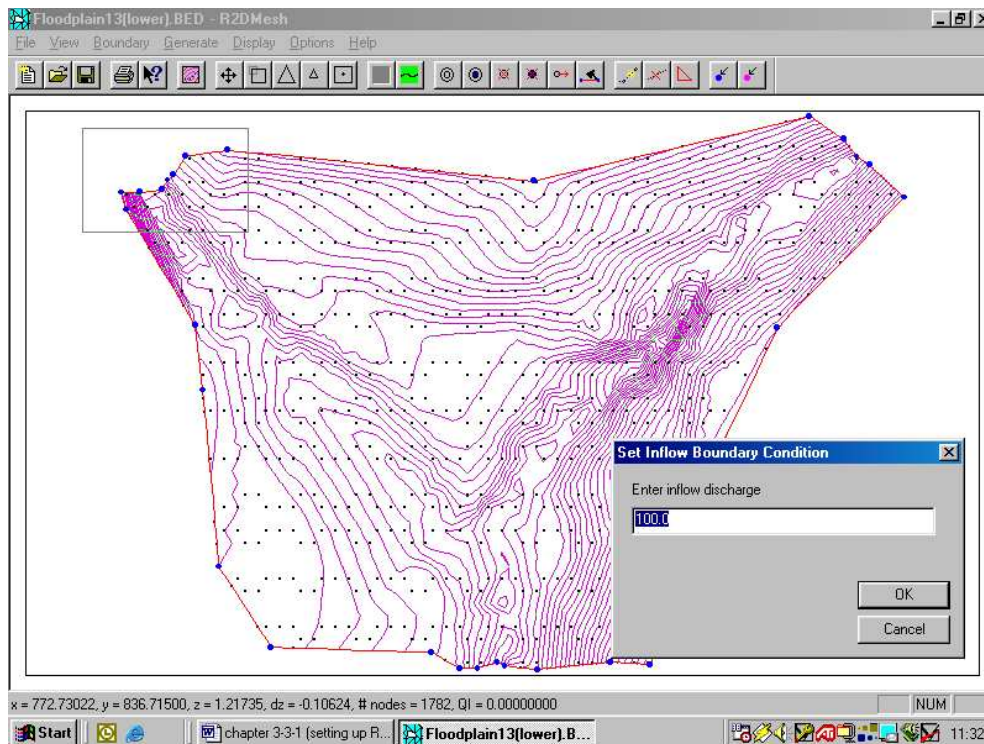 Floodplain13(lower).BED - R2DMesh
File View Boundary Generate Display Options Help
Set Inflow Boundary Condition
Enter inflow discharge
100.0
OK
Cancel
x = 772.73022, y = 836.71500, z = 1.21735, dz = -0.10624, # nodes = 1782, QI = 0.00000000
NUM
Start
chapter 3-3-1 (setting up R...
Floodplain13(lower).B...
11:32